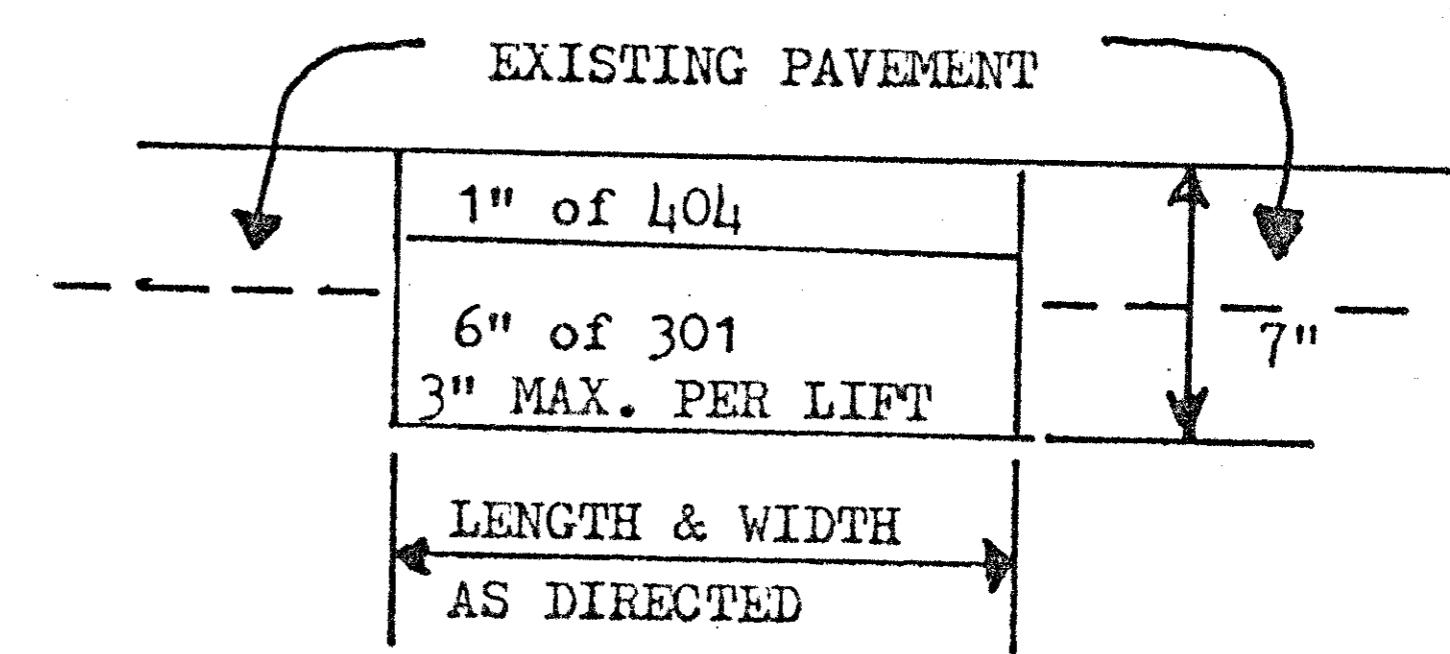 EXISTING PAVEMENT
1" of 404
6" of 301
3" MAX. PER LIFT
7"
LENGTH & WIDTH
AS DIRECTED